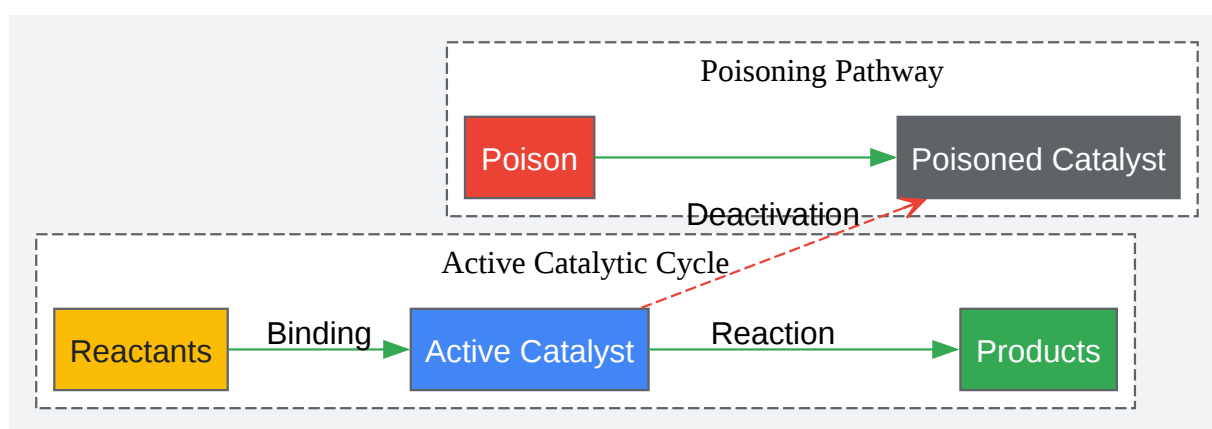 Poisoning Pathway
Poison
Poisoned Catalyst
Deactivation
Active Catalytic Cycle
Reactants
Binding
Active Catalyst
Reaction
Products